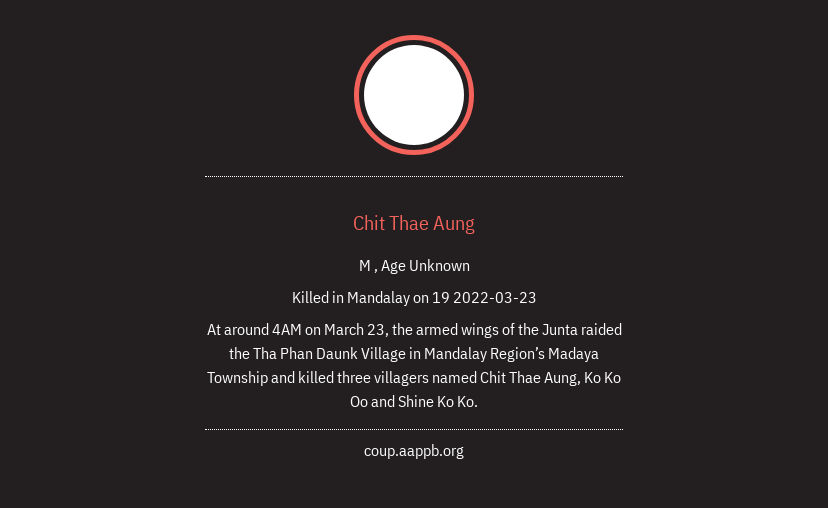 Chit Thae Aung
M , Age Unknown
Killed in Mandalay on 19 2022-03-23
At around 4AM on March 23, the armed wings of the Junta raided
the Tha Phan Daunk Village in Mandalay Region’s Madaya
Township and killed three villagers named Chit Thae Aung, Ko Ko
Oo and Shine Ko Ko.
coup.aappb.org